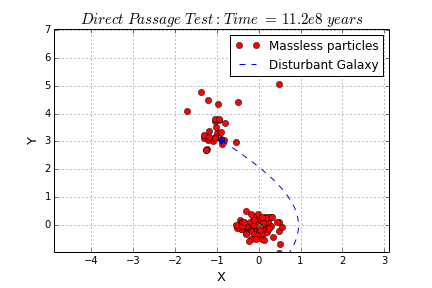 Direct Passage Test : Time = 11.2e8 years
Massless particles
Disturbant Galaxy
Y
7
6
5
4
3
2
1
0
−4 −3 −2 −1 0 1 2 3
X